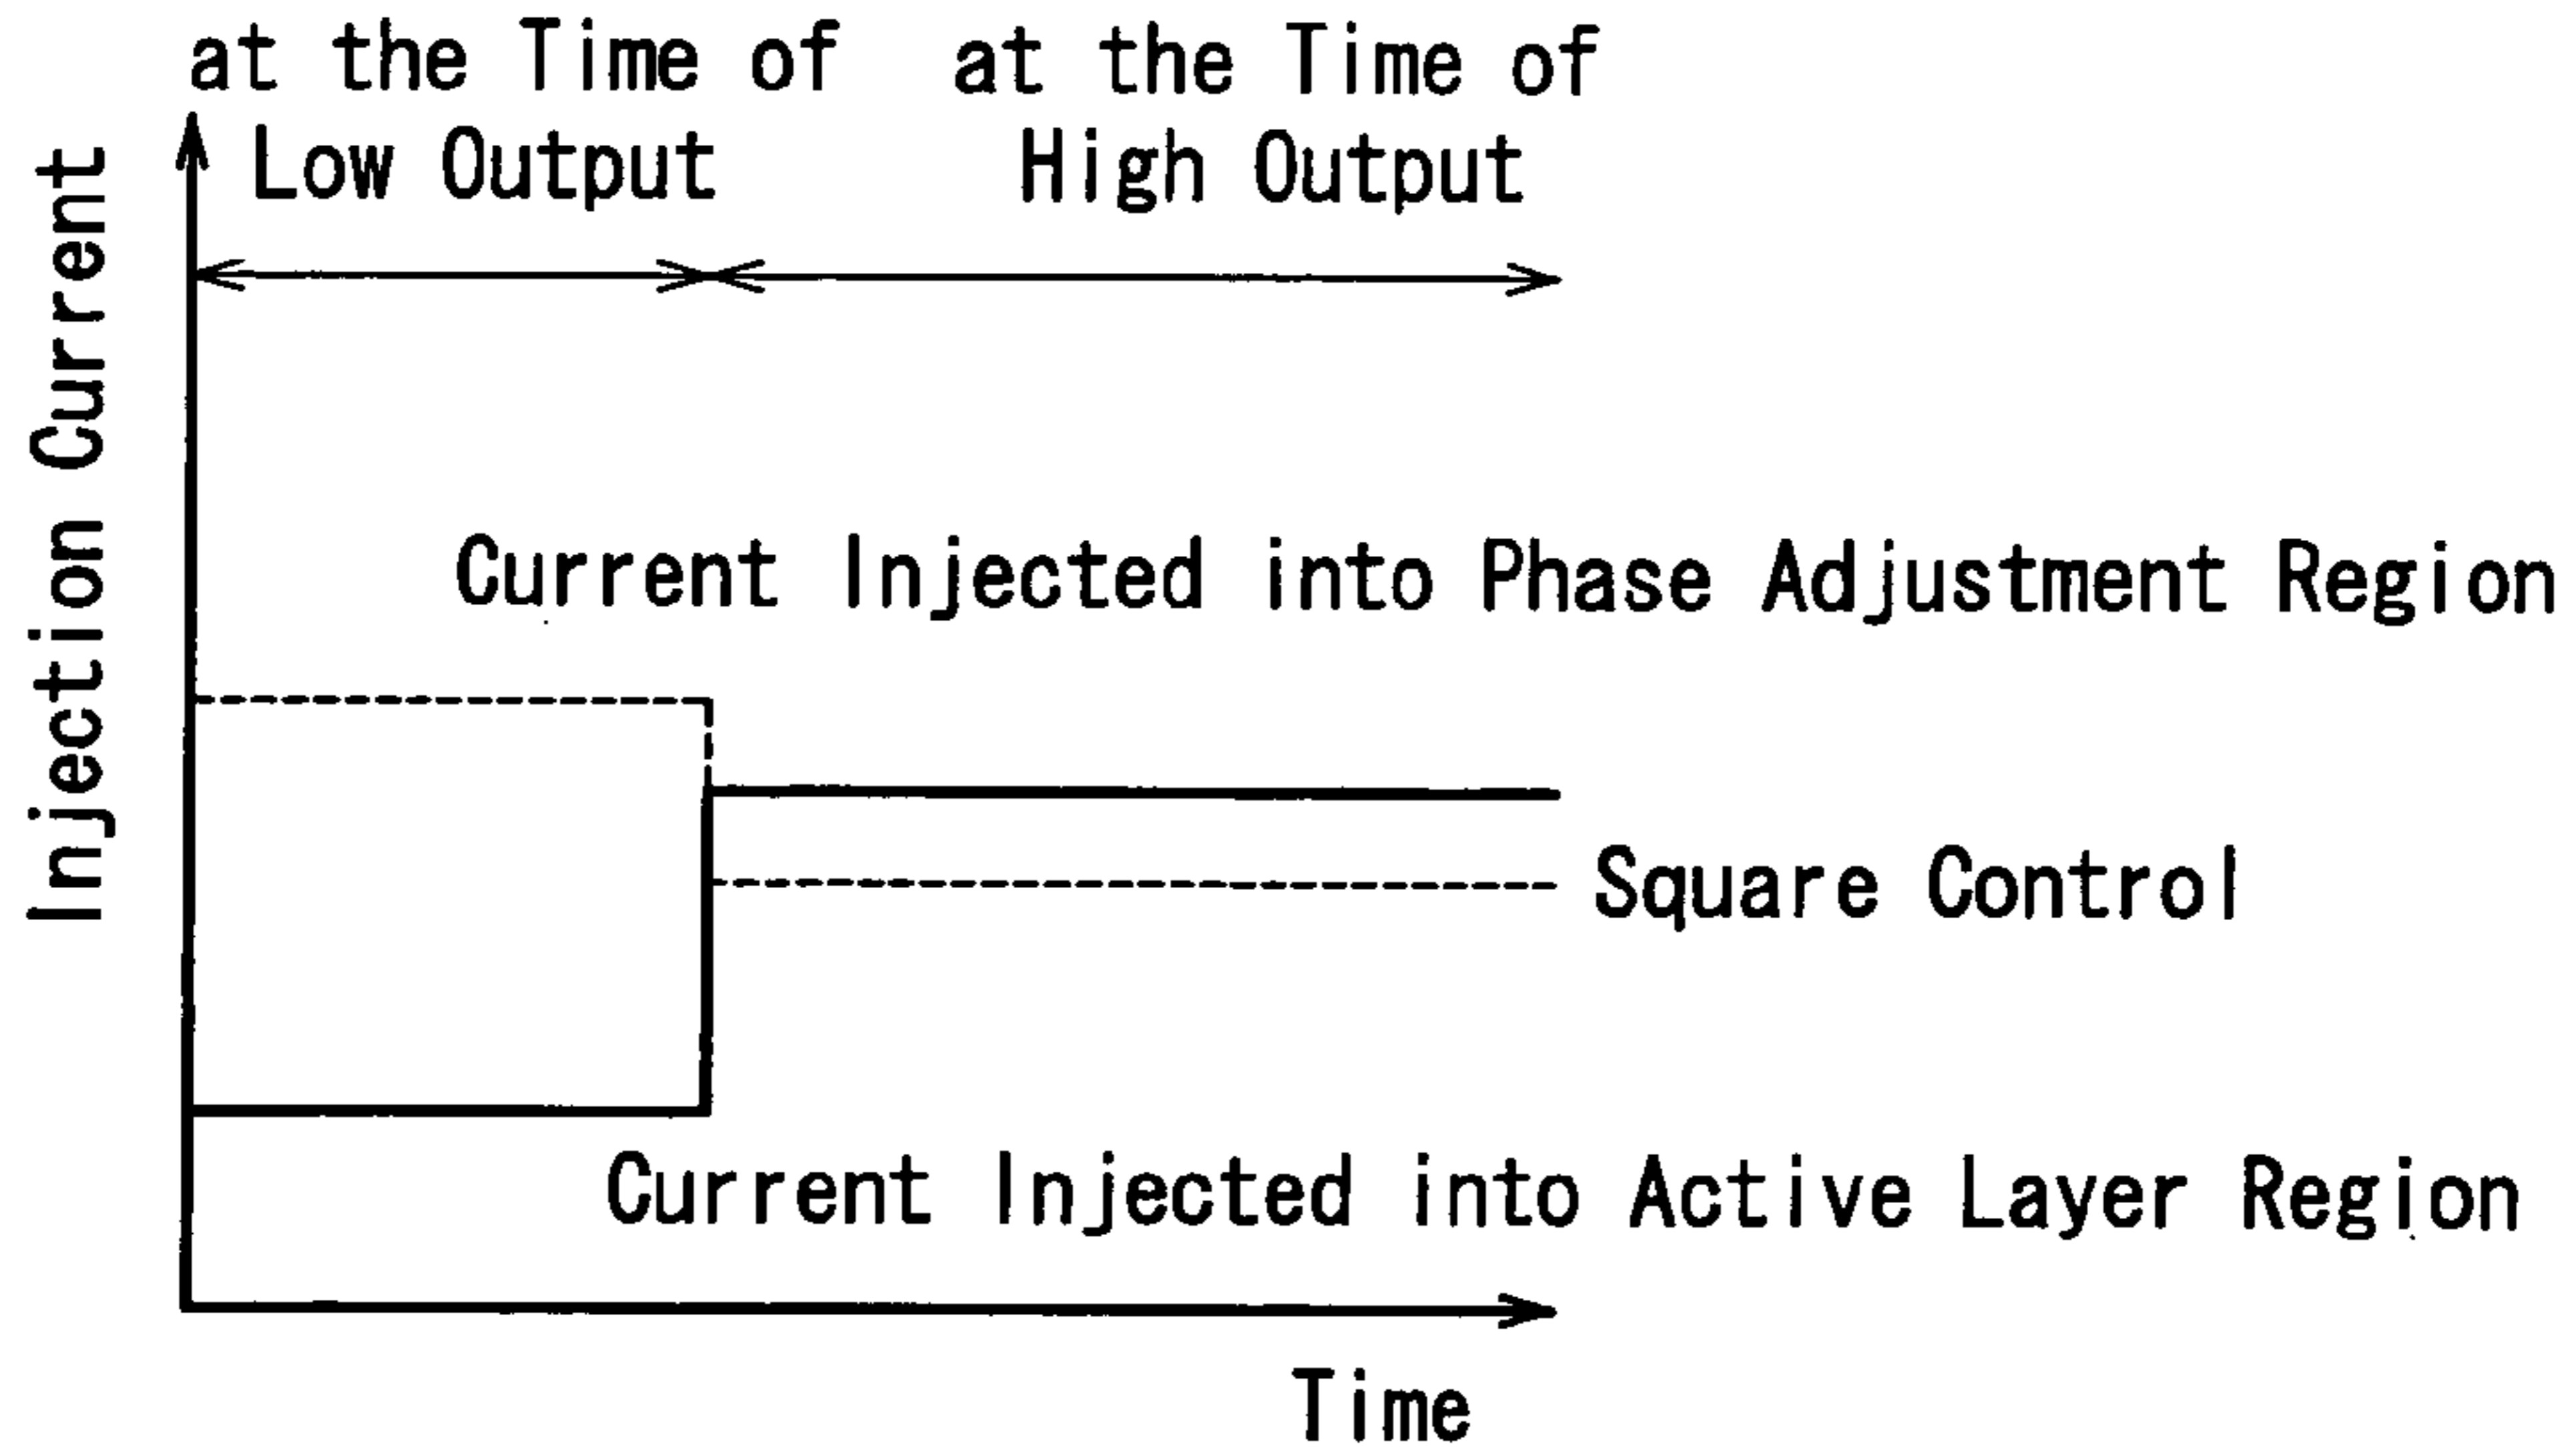 at the Time of
Low Output
at the Time of
High Output
Injection Current
Current Injected into Phase Adjustment Region
Square Control
Current Injected into Active Layer Region
Time